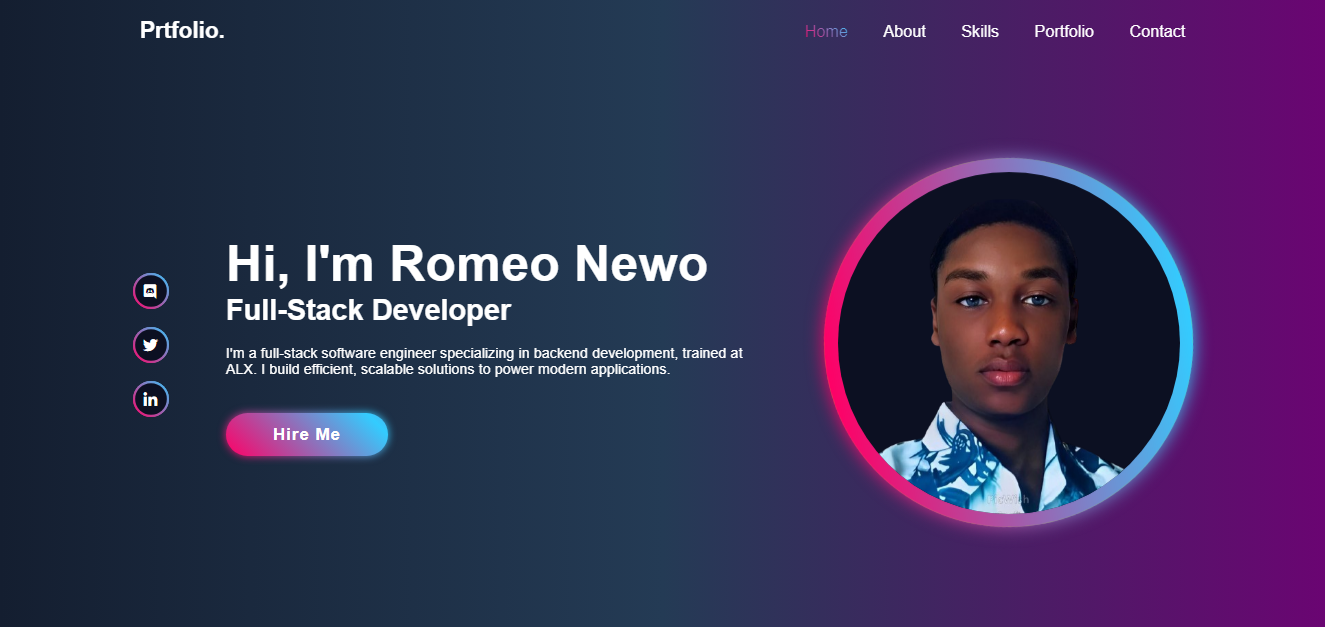 Prtfolio.
Home About Skills Portfolio Contact
Hi, I'm Romeo Newo
Full-Stack Developer
I'm a full-stack software engineer specializing in backend development, trained at
ALX. I build efficient, scalable solutions to power modern applications.
Hire Me
in